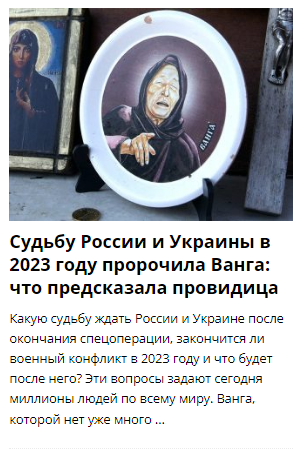 ВАНГА
Судьбу России и Украины в
2023 году пророчила Ванга:
что предсказала провидица
Какую судьбу ждать России и Украине после
окончания спецоперации, закончится ли
военный конфликт в 2023 году и что будет
после него? Эти вопросы задают сегодня
миллионы людей по всему миру. Ванга,
которой нет уже много ...